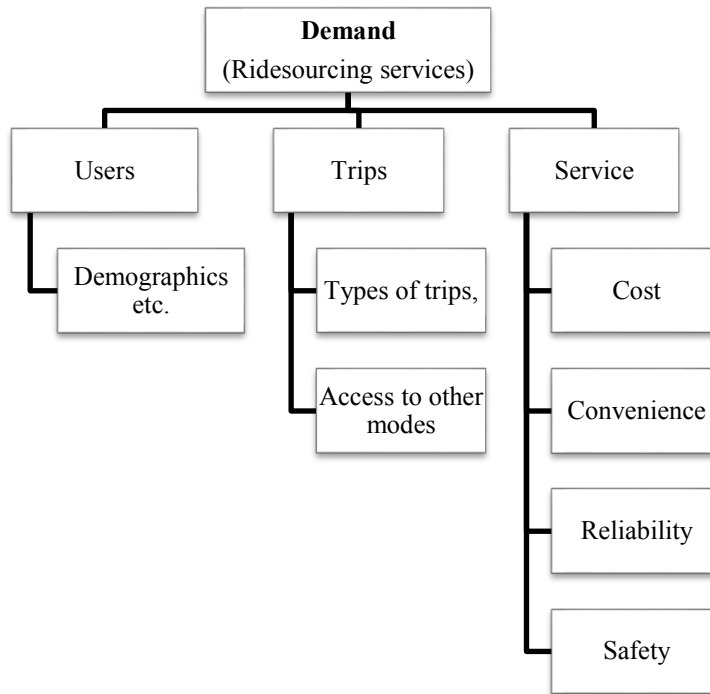 Demand
(Ridesourcing services)
Users
Trips
Service
Demographics
etc.
Types of trips,
Cost
Access to other
modes
Convenience
Reliability
Safety